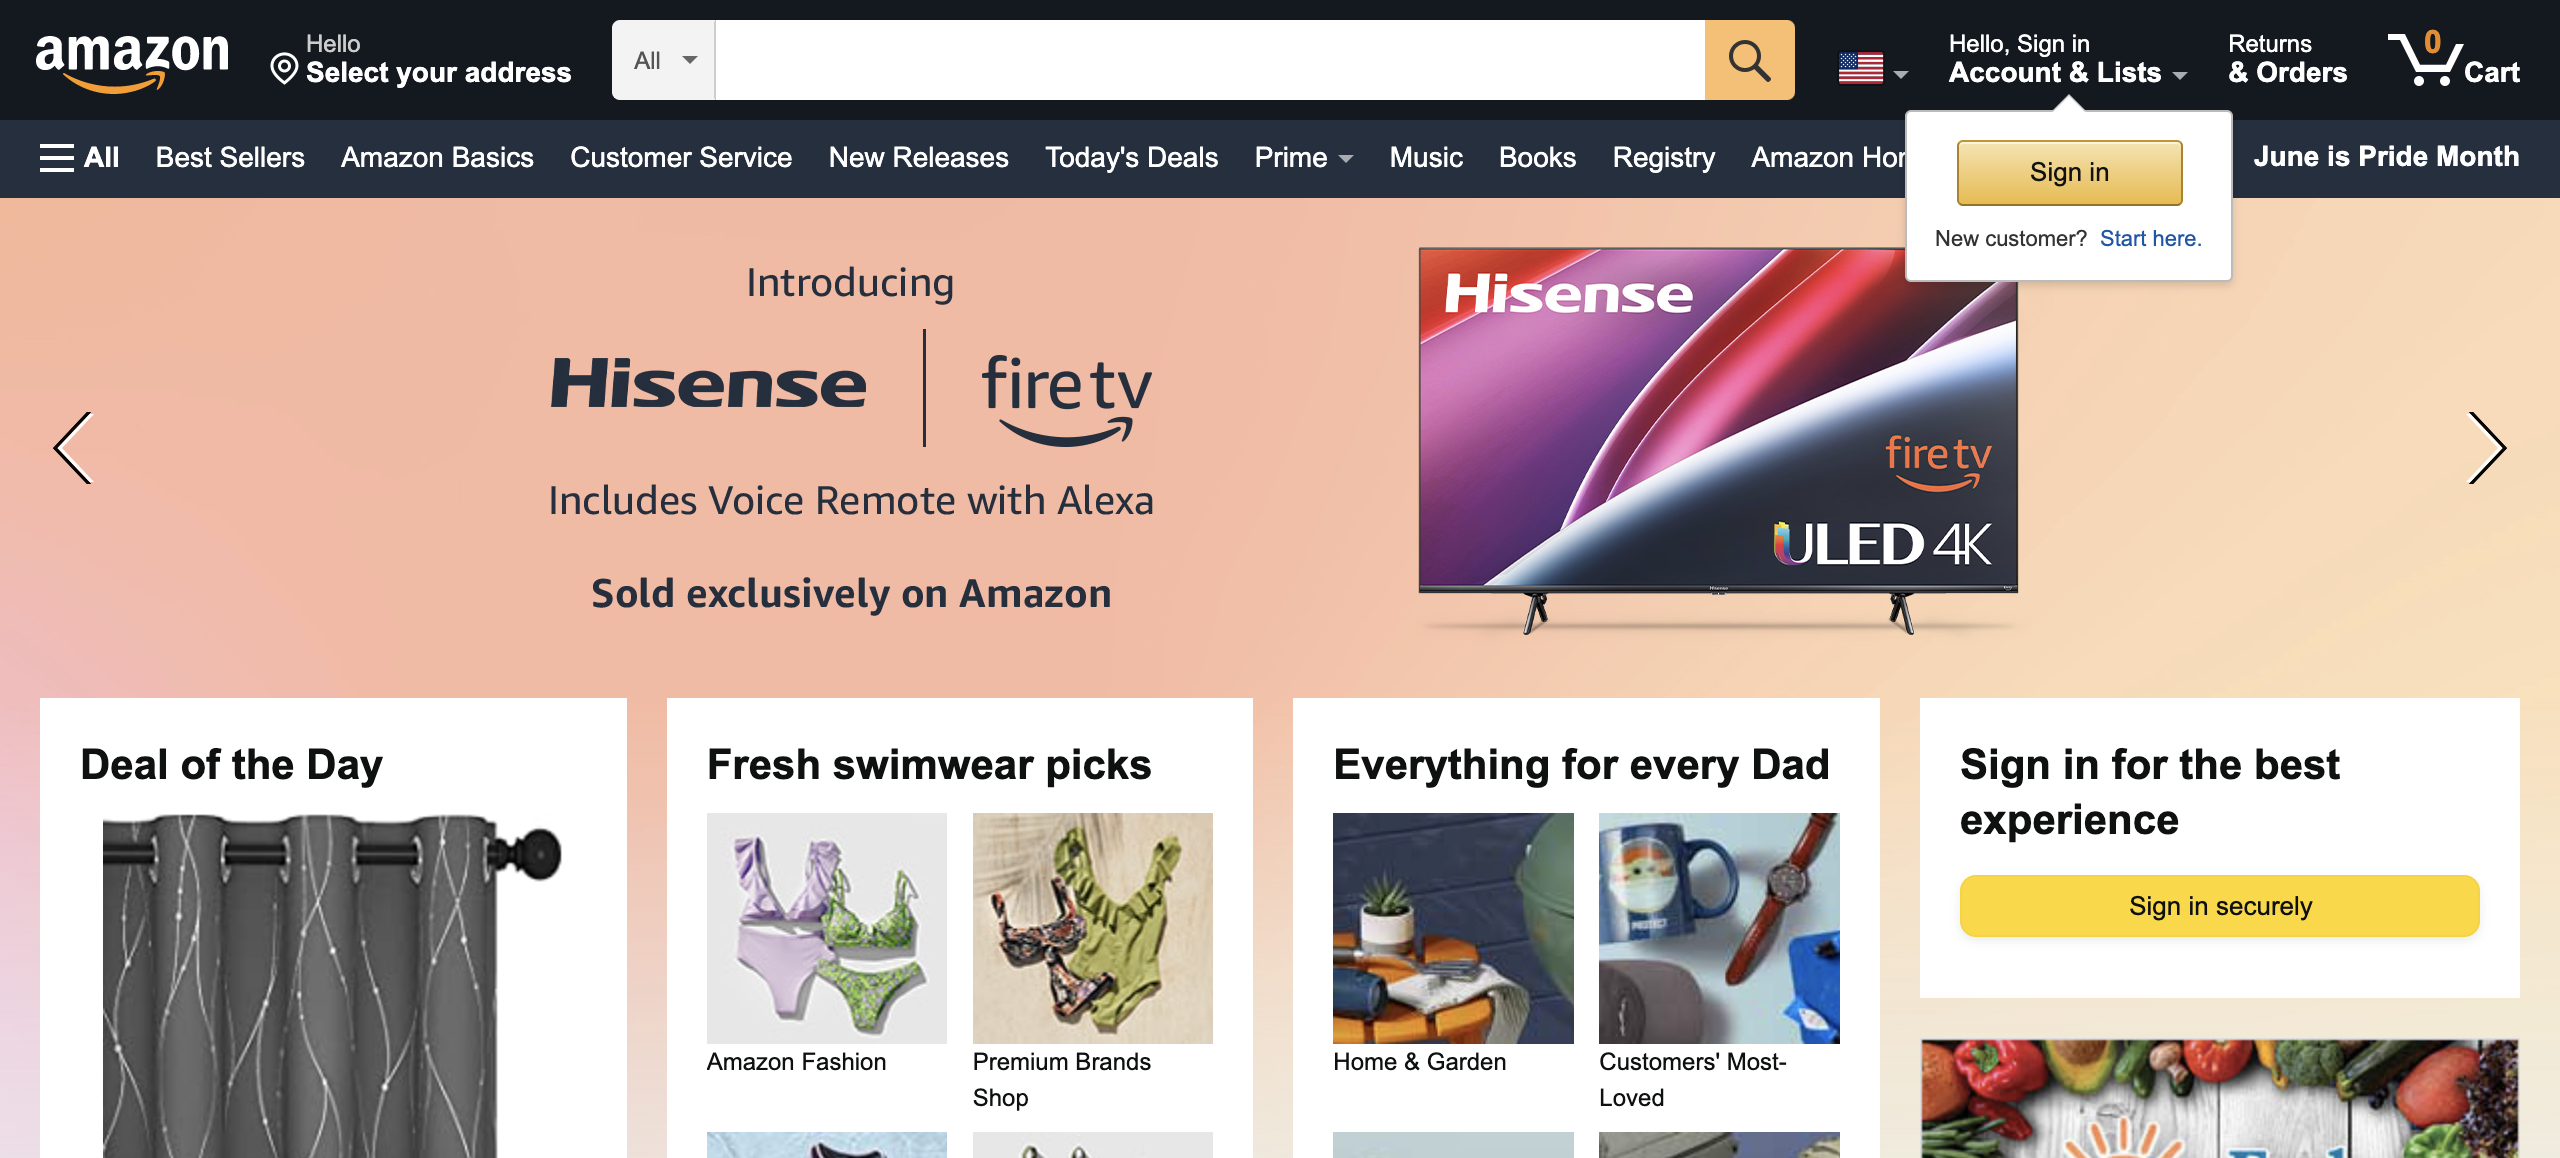 amazon
Hello
Select your address
All
Hello, Sign in
Account & Lists
Returns
& Orders
0
Cart
All
Best Sellers
Amazon Basics
Customer Service
New Releases
Today's Deals
Prime
Music
Books
Registry
Amazon Hor
June is Pride Month
Sign in
New customer? Start here.
Introducing
Hisense
fire tv
Includes Voice Remote with Alexa
Sold exclusively on Amazon
Hisense
fire tv
ULED 4K
Deal of the Day
Fresh swimwear picks
Amazon Fashion
Premium Brands
Shop
Everything for every Dad
Home & Garden
Customers' Most-
Loved
PROTECT
Sign in for the best
experience
Sign in securely